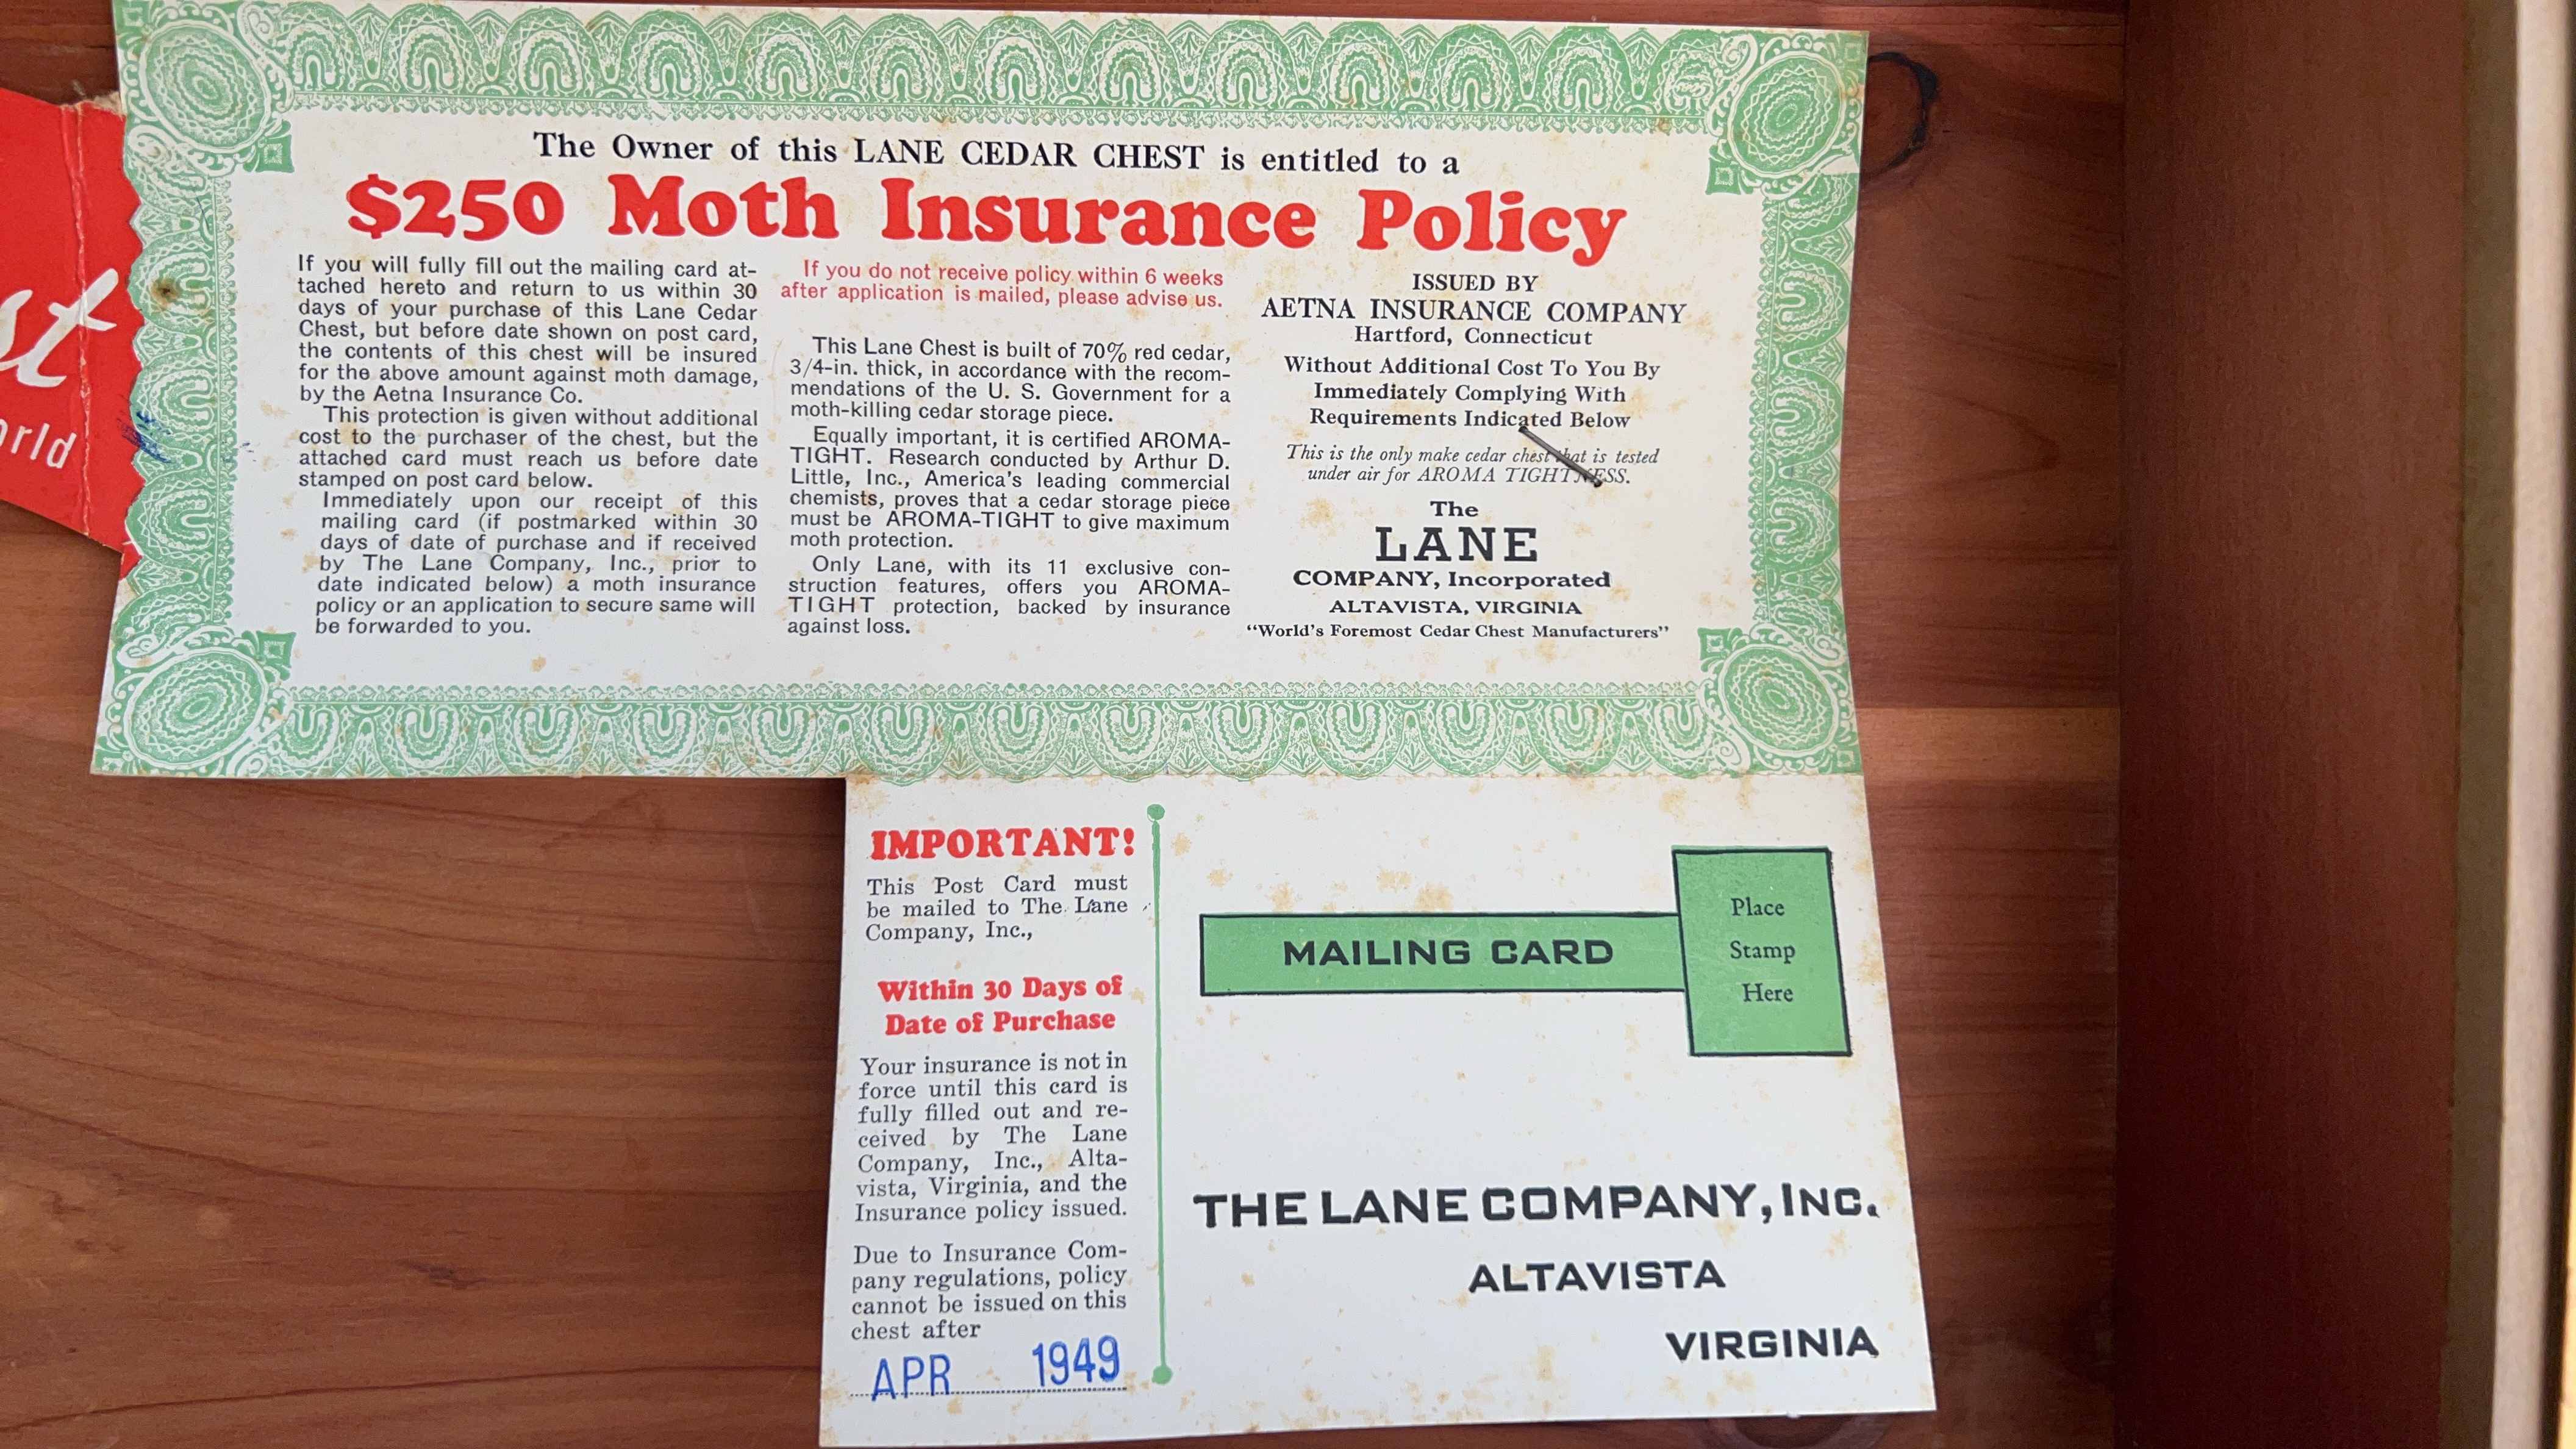 st
orld
The Owner of this LANE CEDAR CHEST is entitled to a
$250 Moth Insurance Policy
If you will fully fill out the mailing card at-
tached hereto and return to us within 30
days of your purchase of this Lane Cedar
Chest, but before date shown on post card,
the contents of this chest will be insured
for the above amount against moth damage,
by the Aetna Insurance Co.
This protection is given without additional
cost to the purchaser of the chest, but the
attached card must reach us before date
stamped on post card below.
Immediately upon our receipt of this
mailing card (if postmarked within 30
days of date of purchase and if received
by The Lane Company, Inc., prior to
date indicated below) a moth insurance
policy or an application to secure same will
be forwarded to you.
If you do not receive policy within 6 weeks
after application is mailed, please advise us.
This Lane Chest is built of 70% red cedar,
3/4-in. thick, in accordance with the recom-
mendations of the U. S. Government for a
moth-killing cedar storage piece.
Equally important, it is certified AROMA-
TIGHT. Research conducted by Arthur D.
Little, Inc., America's leading commercial
chemists, proves that a cedar storage piece
must be AROMA-TIGHT to give maximum
moth protection.
Only Lane, with its 11 exclusive con-
struction features, offers you AROMA-
TIGHT protection, backed by insurance
against loss.
ISSUED BY
AETNA INSURANCE COMPANY
Hartford, Connecticut
Without Additional Cost To You By
Immediately Complying With
Requirements Indicated Below
This is the only make cedar chest that is tested
under air for AROMA TIGHTNESS.
The
LANE
COMPANY, Incorporated
ALTAVISTA, VIRGINIA
"World's Foremost Cedar Chest Manufacturers"
IMPORTANT!
This Post Card must
be mailed to The Lane
Company, Inc.,
Within 30 Days of
Date of Purchase
Your insurance is not in
force until this card is
fully filled out and re-
ceived by The Lane
Company, Inc., Alta-
vista, Virginia, and the
Insurance policy issued.
Due to Insurance Com-
pany regulations, policy
cannot be issued on this
chest after
APR 1949
MAILING CARD
Place
Stamp
Here
THE LANE COMPANY, INC.
ALTAVISTA
VIRGINIA